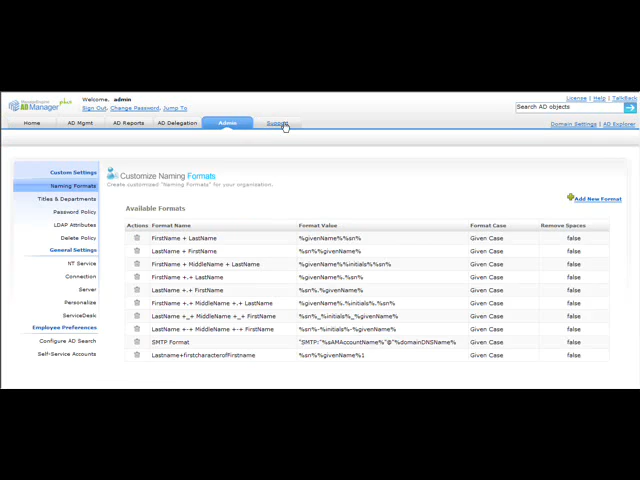 ManageEngine
ADManager plus
Welcome, admin
Sign Out, Change Password, Jump To
License | Help | TalkBack
Search AD objects
Home AD Mgmt AD Reports AD Delegation Admin Support
Domain Settings AD Explorer
Custom Settings
Naming Formats
Titles & Departments
Password Policy
LDAP Attributes
Delete Policy
General Settings
NT Service
Connection
Server
Personalize
ServiceDesk
Employee Preferences
Configure AD Search
Self-Service Accounts
Customize Naming Formats
Create customized "Naming Formats" for your organization.
Add New Format
Available Formats
Actions Format Name Format Value Format Case Remove Spaces
FirstName + LastName %givenName%%sn% Given Case false
LastName + FirstName %sn%%givenName% Given Case false
FirstName + MiddleName + LastName %givenName%%initials%%sn% Given Case false
FirstName +.+ LastName %givenName%.%sn% Given Case false
LastName +.+ FirstName %sn%.%givenName% Given Case false
FirstName +.+ MiddleName +.+ LastName %givenName%.%initials%.%sn% Given Case false
LastName +_+ MiddleName +_+ FirstName %sn%_%initials%_%givenName% Given Case false
LastName +-+ MiddleName +-+ FirstName %sn%-%initials%-%givenName% Given Case false
SMTP Format "SMTP:"%sAMAccountName%"@"%domainDNSName% Given Case false
Lastname+firstcharacterofFirstname %sn%%givenName%1 Given Case false